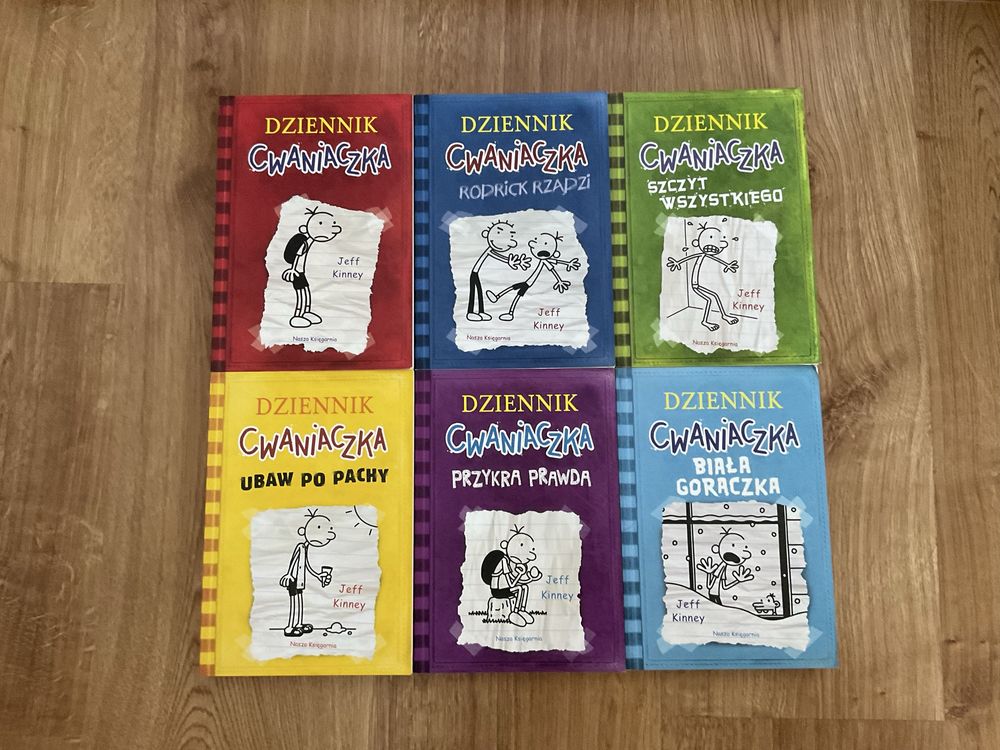 DZIENNIK
CWANIACZKA
Jeff
Kinney
Nasza Księgarnia
DZIENNIK
CWANIACZKA
RODRICK RZĄDZI
Jeff
Kinney
Nasza Księgarnia
DZIENNIK
CWANIACZKA
SZCZYT
WSZYSTKIEGO
Jeff
Kinney
Nasza Księgarnia
DZIENNIK
CWANIACZKA
UBAW PO PACHY
Jeff
Kinney
Nasza Księgarnia
DZIENNIK
CWANIACZKA
PRZYKRA PRAWDA
Jeff
Kinney
Nasza Księgarnia
DZIENNIK
CWANIACZKA
BIAŁA
GORĄCZKA
Jeff
Kinney
Nasza Księgarnia